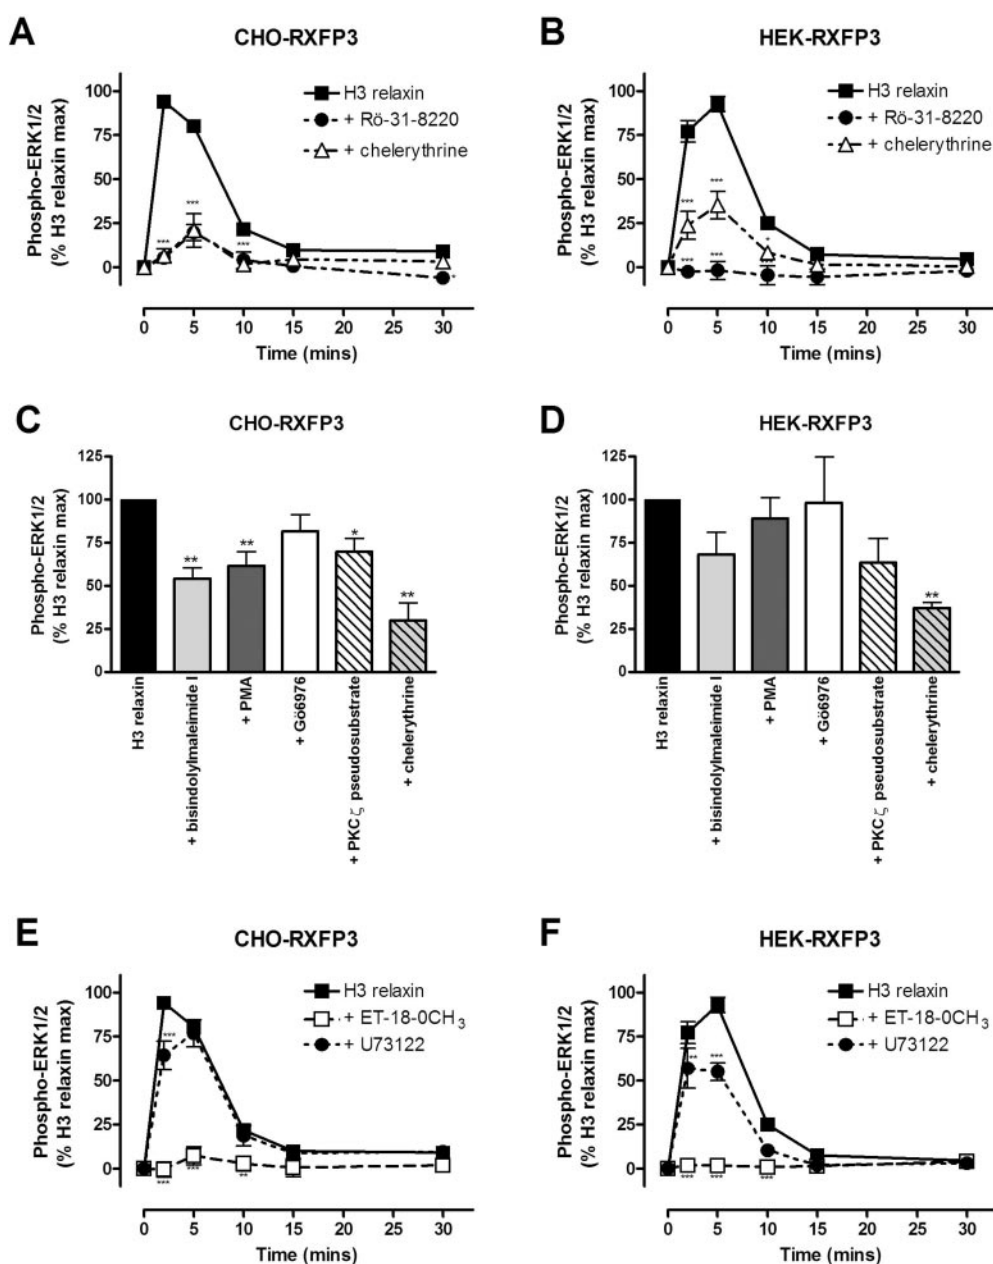 A
CHO-RXFP3
Phospho-ERK1/2
(% H3 relaxin max)
100
75
50
25
0
H3 relaxin
+ Rö-31-8220
+ chelerythrine
***
***
***
*
0 5 10 15 20 25 30
Time (mins)
B
HEK-RXFP3
Phospho-ERK1/2
(% H3 relaxin max)
100
75
50
25
0
H3 relaxin
+ Rö-31-8220
+ chelerythrine
***
***
*
***
***
***
0 5 10 15 20 25 30
Time (mins)
C
CHO-RXFP3
Phospho-ERK1/2
(% H3 relaxin max)
125
100
75
50
25
0
**
**
*
**
H3 relaxin
+ bisindolylmaleimide I
+ PMA
+ Gö6976
+ PKCζ pseudosubstrate
+ chelerythrine
D
HEK-RXFP3
Phospho-ERK1/2
(% H3 relaxin max)
125
100
75
50
25
0
**
H3 relaxin
+ bisindolylmaleimide I
+ PMA
+ Gö6976
+ PKCζ pseudosubstrate
+ chelerythrine
E
CHO-RXFP3
Phospho-ERK1/2
(% H3 relaxin max)
100
75
50
25
0
H3 relaxin
+ ET-18-0CH3
+ U73122
***
***
***
**
0 5 10 15 20 25 30
Time (mins)
F
HEK-RXFP3
Phospho-ERK1/2
(% H3 relaxin max)
100
75
50
25
0
H3 relaxin
+ ET-18-0CH3
+ U73122
**
***
***
***
***
0 5 10 15 20 25 30
Time (mins)